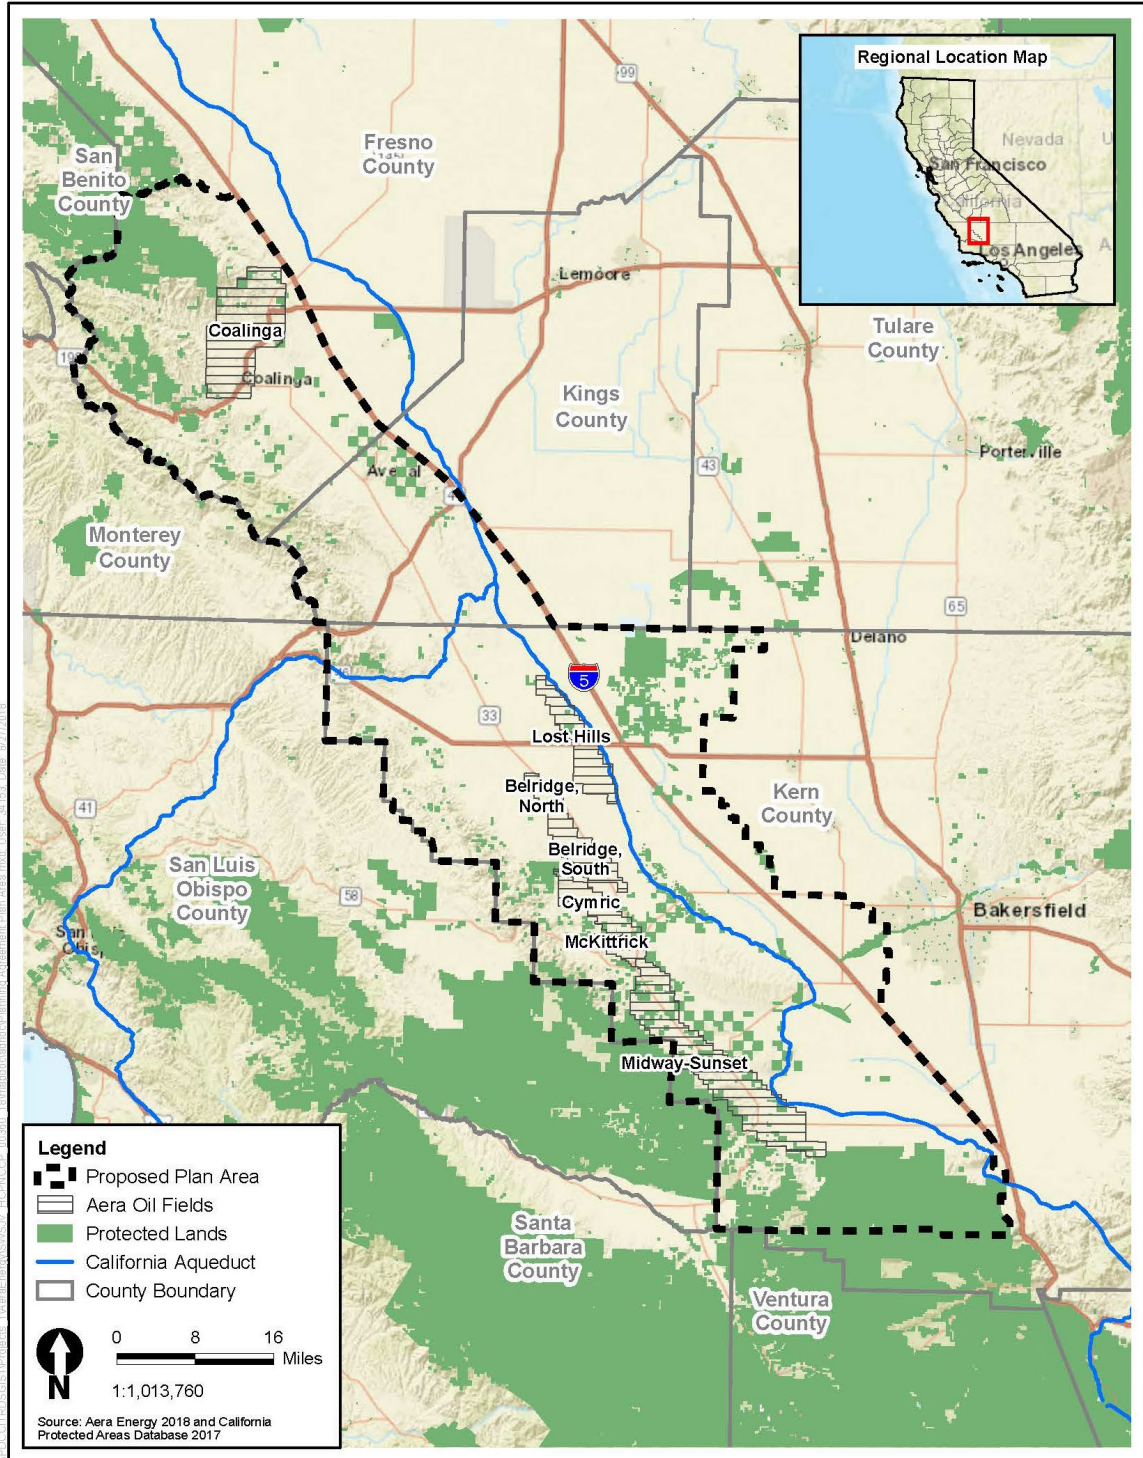 Regional Location Map
Nevada
San Francisco
California
Los Angeles
99
Fresno
County
San
Benito
County
Lemoore
Tulare
County
Coalinga
Coalinga
Kings
County
43
Porterville
Monterey
County
65
Delano
5
33
Lost Hills
Belridge,
North
Kern
County
41
Belridge,
South
San Luis
Obispo
County
58
Cymric
Bakersfield
McKittrick
Midway-Sunset
Santa
Barbara
County
Ventura
County
Legend
Proposed Plan Area
Aera Oil Fields
Protected Lands
California Aqueduct
County Boundary
N
0 8 16
Miles
1:1,013,760
Source: Aera Energy 2018 and California
Protected Areas Database 2017